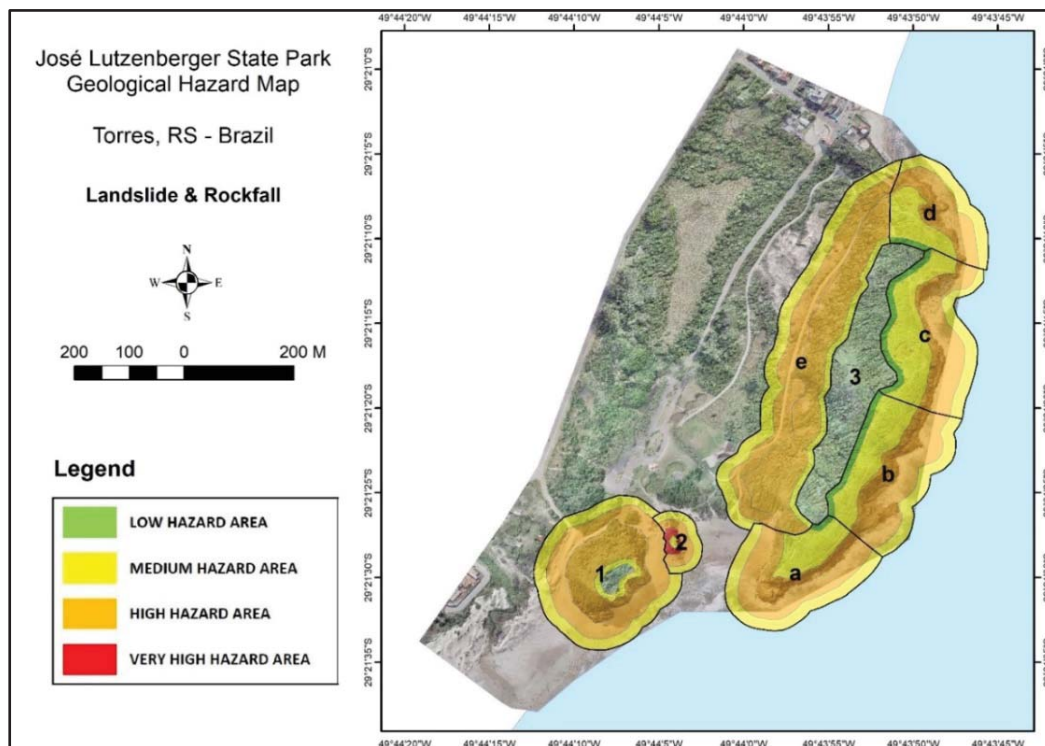 José Lutzenberger State Park
Geological Hazard Map
Torres, RS - Brazil
Landslide & Rockfall
N
W E
S
200 100 0 200 M
Legend
LOW HAZARD AREA
MEDIUM HAZARD AREA
HIGH HAZARD AREA
VERY HIGH HAZARD AREA
49°44'20"W 49°44'15"W 49°44'10"W 49°44'5"W 49°44'0"W 49°43'55"W 49°43'50"W 49°43'45"W
29°21'0"S
29°21'5"S
29°21'10"S
29°21'15"S
29°21'20"S
29°21'25"S
29°21'30"S
29°21'35"S
d
c
e
3
b
2
1
a
49°44'20"W 49°44'15"W 49°44'10"W 49°44'5"W 49°44'0"W 49°43'55"W 49°43'50"W 49°43'45"W